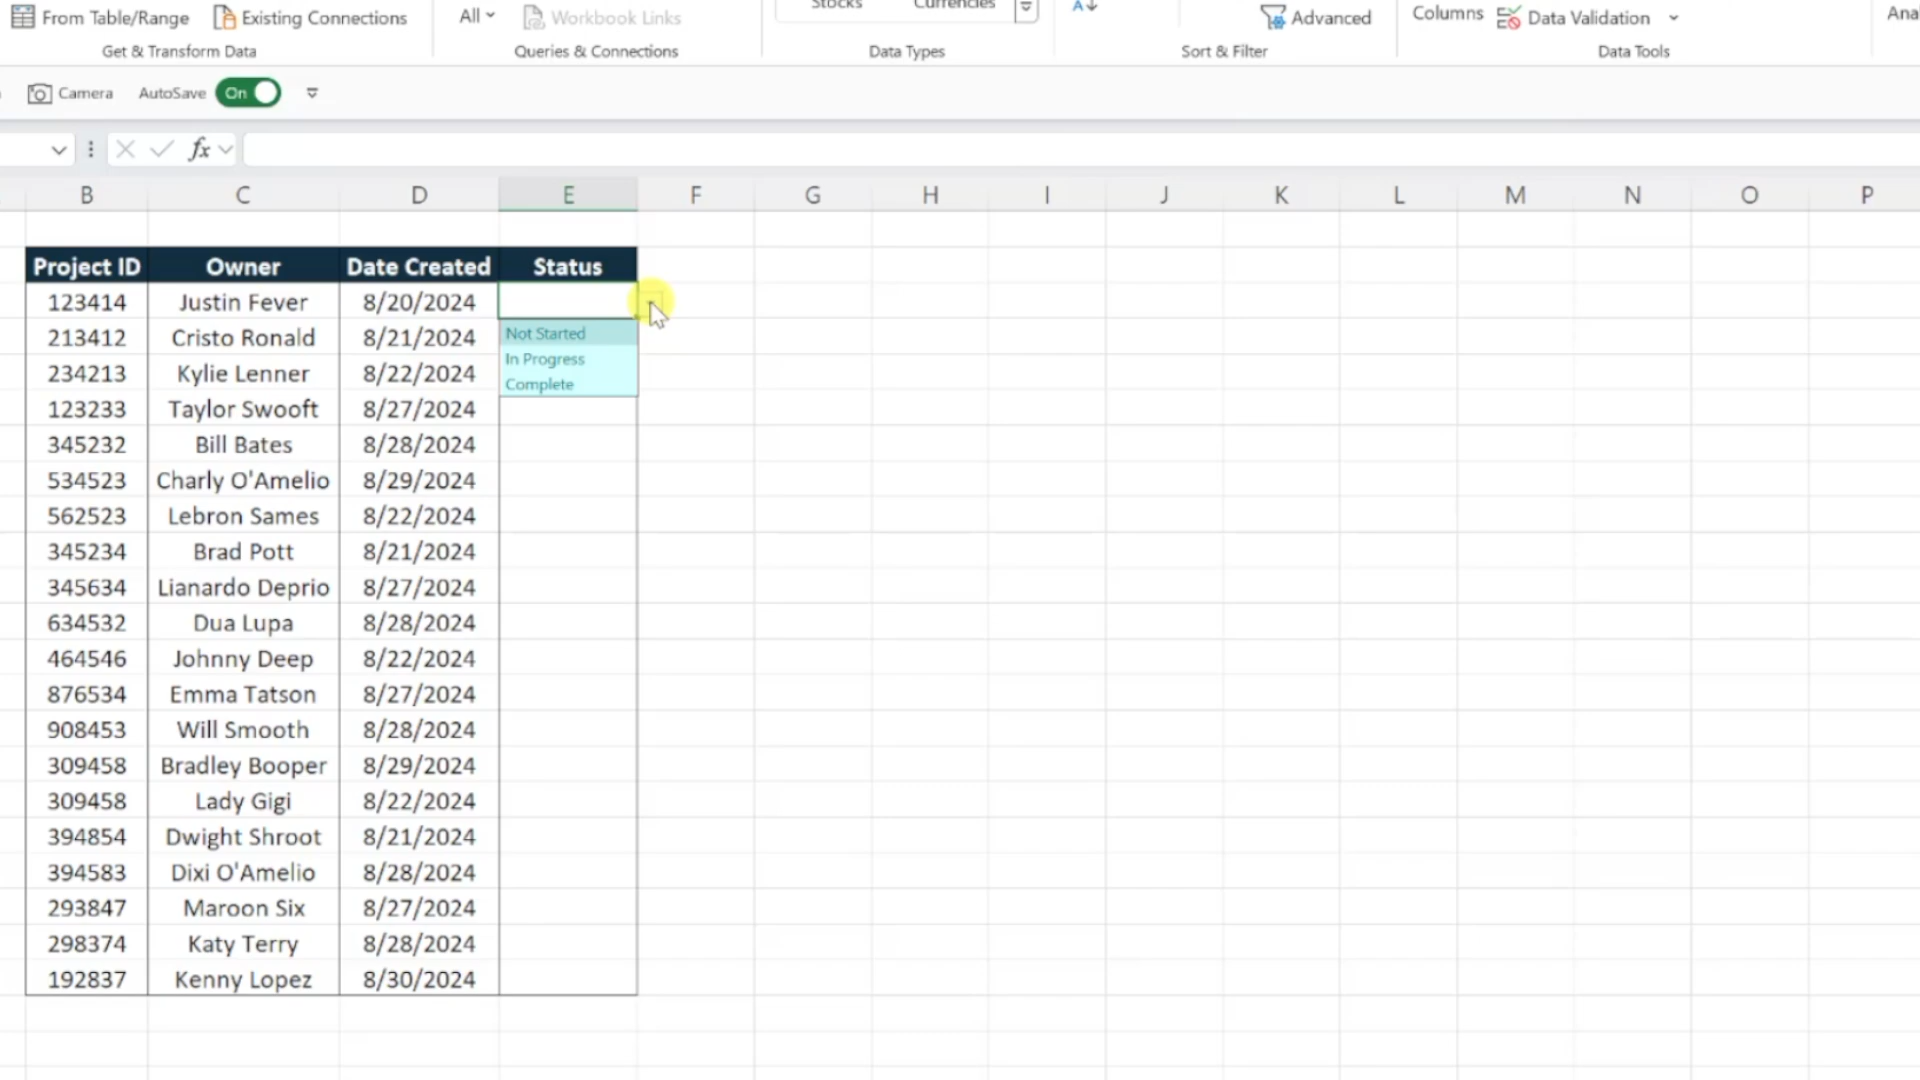 From Table/Range Existing Connections All Workbook Links Stocks Currencies Advanced Columns Data Validation
Get & Transform Data Queries & Connections Data Types Sort & Filter Data Tools
Camera AutoSave On
fx
B C D E F G H I J K L M N O P
Project ID Owner Date Created Status
123414 Justin Fever 8/20/2024
Not Started
213412 Cristo Ronald 8/21/2024
In Progress
234213 Kylie Lenner 8/22/2024
Complete
123233 Taylor Swooft 8/27/2024
345232 Bill Bates 8/28/2024
534523 Charly O'Amelio 8/29/2024
562523 Lebron Sames 8/22/2024
345234 Brad Pott 8/21/2024
345634 Lianardo Deprio 8/27/2024
634532 Dua Lupa 8/28/2024
464546 Johnny Deep 8/22/2024
876534 Emma Tatson 8/27/2024
908453 Will Smooth 8/28/2024
309458 Bradley Booper 8/29/2024
309458 Lady Gigi 8/22/2024
394854 Dwight Shroot 8/21/2024
394583 Dixi O'Amelio 8/28/2024
293847 Maroon Six 8/27/2024
298374 Katy Terry 8/28/2024
192837 Kenny Lopez 8/30/2024